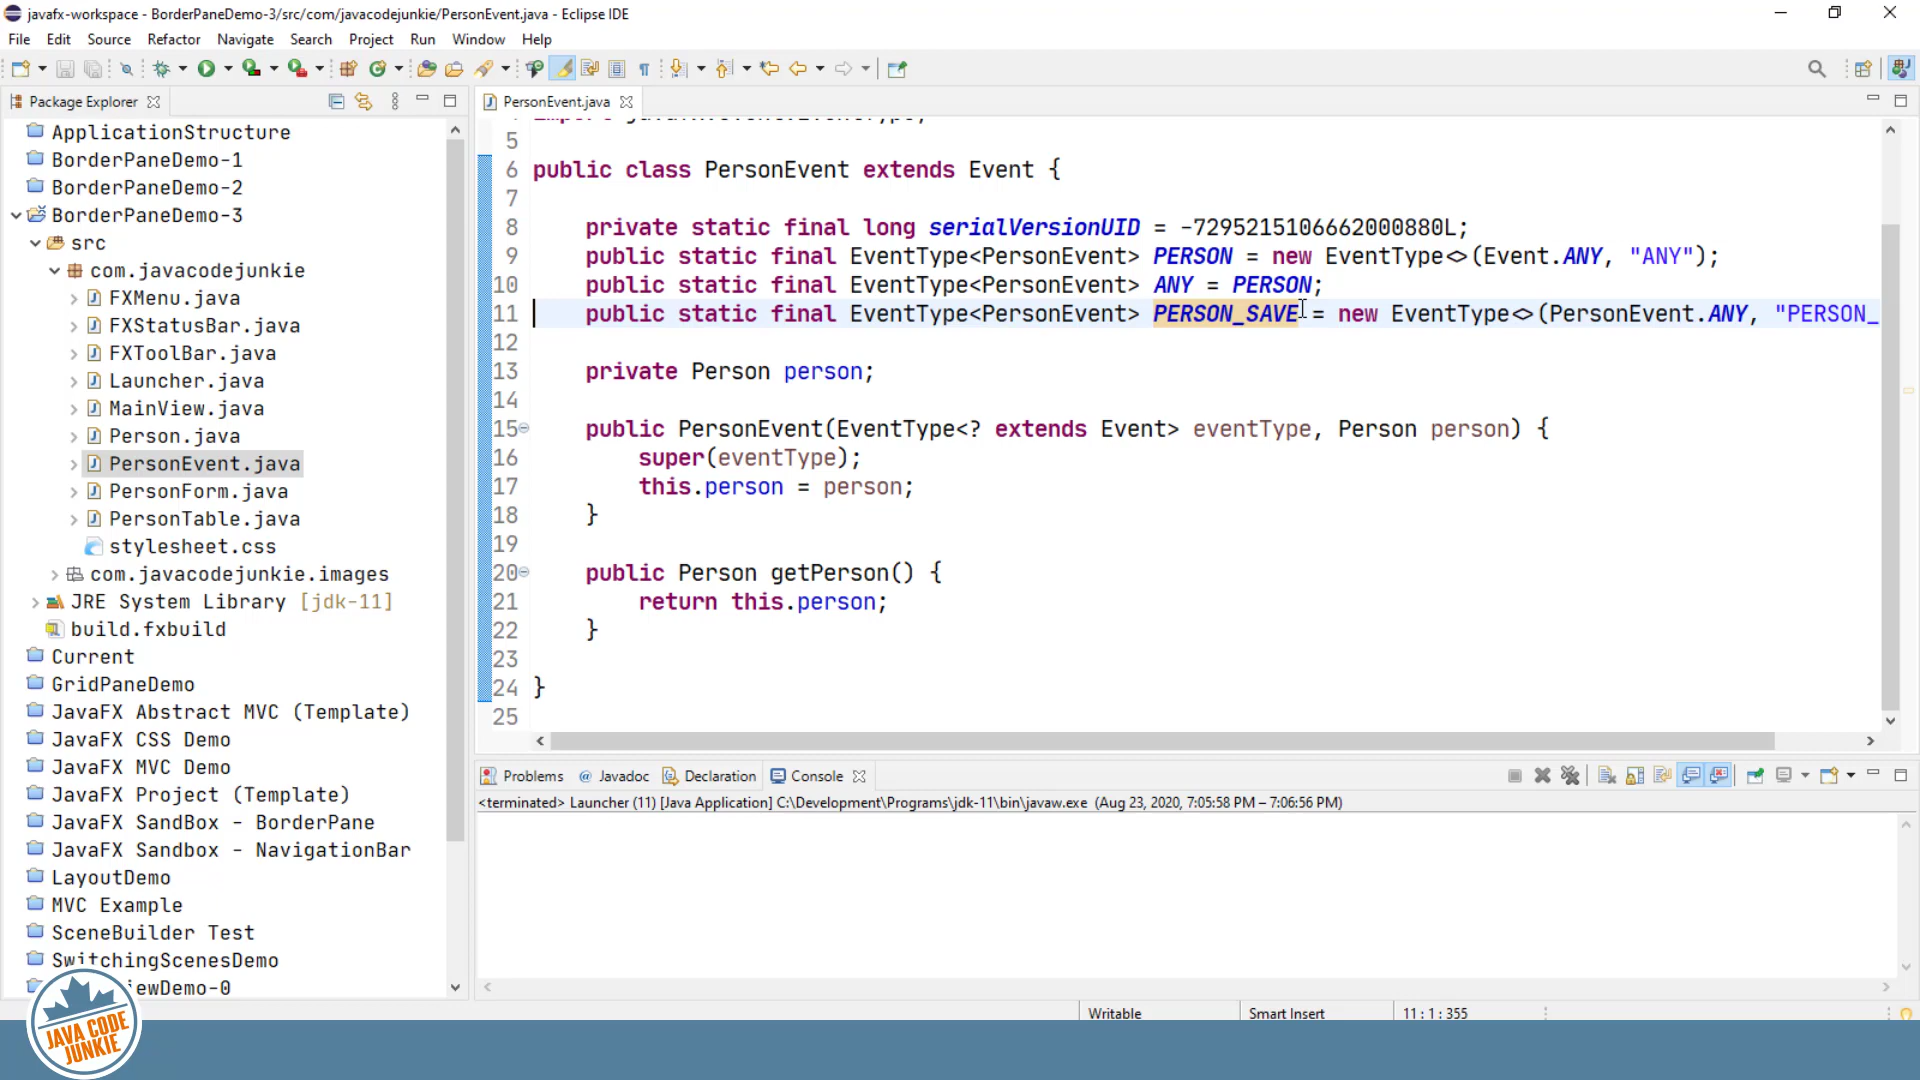 javafx-workspace - BorderPaneDemo-3/src/com/javacodejunkie/PersonEvent.java - Eclipse IDE
File Edit Source Refactor Navigate Search Project Run Window Help
Package Explorer
ApplicationStructure
BorderPaneDemo-1
BorderPaneDemo-2
BorderPaneDemo-3
src
com.javacodejunkie
FXMenu.java
FXStatusBar.java
FXToolBar.java
Launcher.java
MainView.java
Person.java
PersonEvent.java
PersonForm.java
PersonTable.java
stylesheet.css
com.javacodejunkie.images
JRE System Library [jdk-11]
build.fxbuild
Current
GridPaneDemo
JavaFX Abstract MVC (Template)
JavaFX CSS Demo
JavaFX MVC Demo
JavaFX Project (Template)
JavaFX SandBox - BorderPane
JavaFX Sandbox - NavigationBar
LayoutDemo
MVC Example
SceneBuilder Test
SwitchingScenesDemo
iewDemo-0
PersonEvent.java
5
6 public class PersonEvent extends Event {
7
8 private static final long serialVersionUID = -7295215106662000880L;
9 public static final EventType<PersonEvent> PERSON = new EventType<>(Event.ANY, "ANY");
10 public static final EventType<PersonEvent> ANY = PERSON;
11 public static final EventType<PersonEvent> PERSON_SAVE = new EventType<>(PersonEvent.ANY, "PERSON_
12
13 private Person person;
14
15 public PersonEvent(EventType<? extends Event> eventType, Person person) {
16 super(eventType);
17 this.person = person;
18 }
19
20 public Person getPerson() {
21 return this.person;
22 }
23
24 }
25
Problems @ Javadoc Declaration Console
<terminated> Launcher (11) [Java Application] C:\Development\Programs\jdk-11\bin\javaw.exe (Aug 23, 2020, 7:05:58 PM – 7:06:56 PM)
Writable Smart Insert 11 : 1 : 355
JAVA CODE
JUNKIE